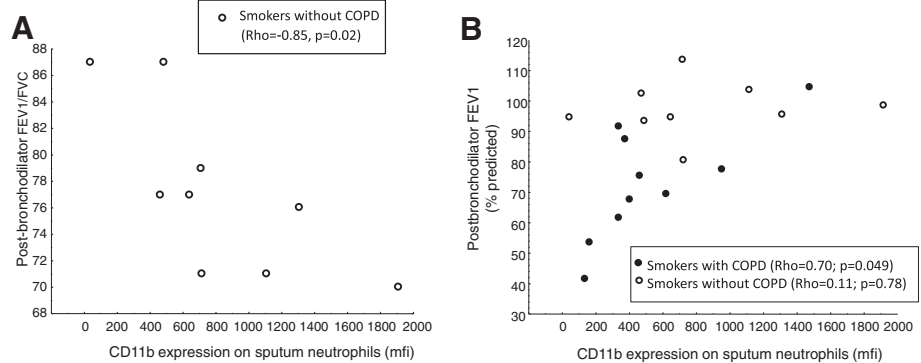 A
Smokers without COPD
(Rho=-0.85, p=0.02)
Post-bronchodilator FEV1/FVC
88
86
84
82
80
78
76
74
72
70
68
0 200 400 600 800 1000 1200 1400 1600 1800 2000
CD11b expression on sputum neutrophils (mfi)
B
Postbronchodilator FEV1
(% predicted)
120
110
100
90
80
70
60
50
40
30
Smokers with COPD (Rho=0.70; p=0.049)
Smokers without COPD (Rho=0.11; p=0.78)
0 200 400 600 800 1000 1200 1400 1600 1800 2000
CD11b expression on sputum neutrophils (mfi)